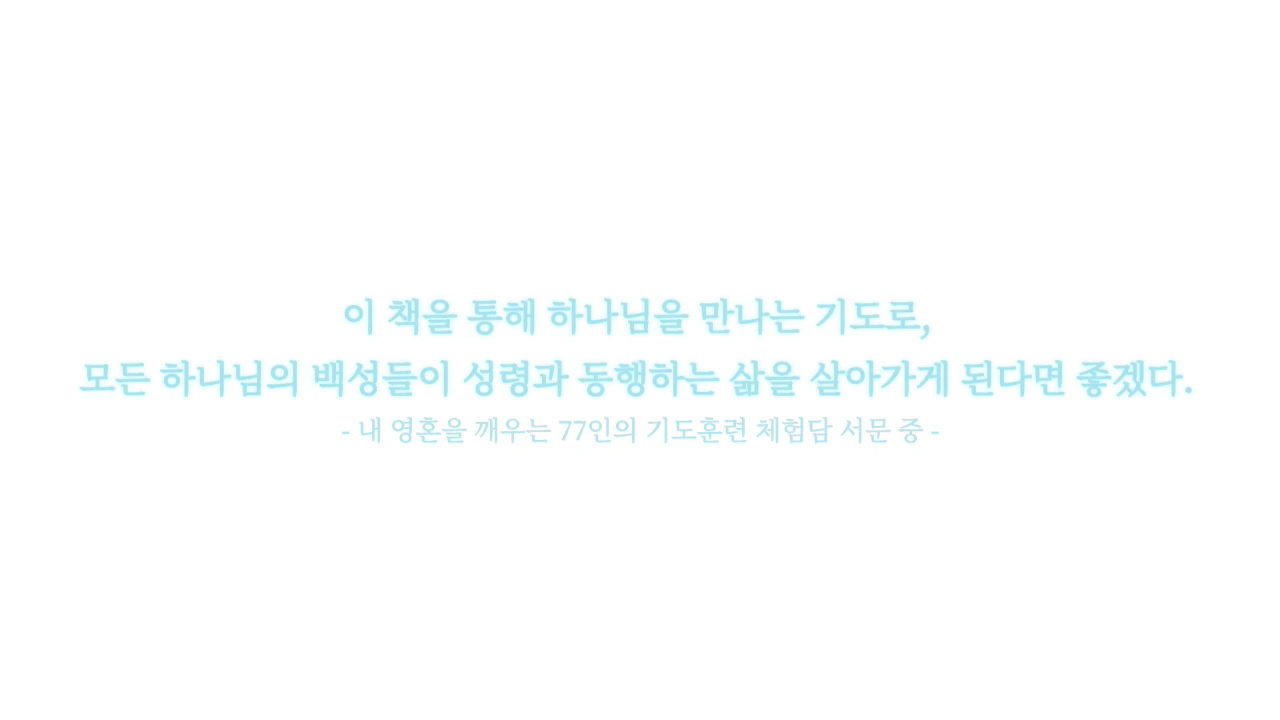 이 책을 통해 하나님을 만나는 기도로,
모든 하나님의 백성들이 성령과 동행하는 삶을 살아가게 된다면 좋겠다.
- 내 영혼을 깨우는 77인의 기도훈련 체험담 서문 중 -